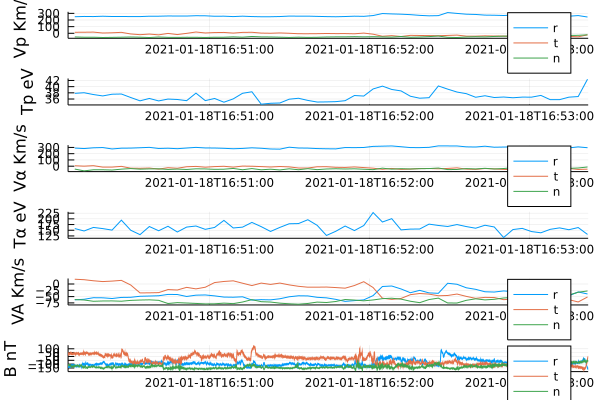 Vp Km/
300
200
100
0
r
t
n
2021-01-18T16:51:00
2021-01-18T16:52:00
2021-01-18T16:53:00
Tp eV
42
40
38
36
2021-01-18T16:51:00
2021-01-18T16:52:00
2021-01-18T16:53:00
Vα Km/s
300
200
100
0
r
t
n
2021-01-18T16:51:00
2021-01-18T16:52:00
2021-01-18T16:53:00
Tα eV
225
200
175
150
125
2021-01-18T16:51:00
2021-01-18T16:52:00
2021-01-18T16:53:00
VA Km/s
0
−25
−50
−75
r
t
n
2021-01-18T16:51:00
2021-01-18T16:52:00
B nT
100
50
0
−50
−100
r
t
n
2021-01-18T16:51:00
2021-01-18T16:52:00